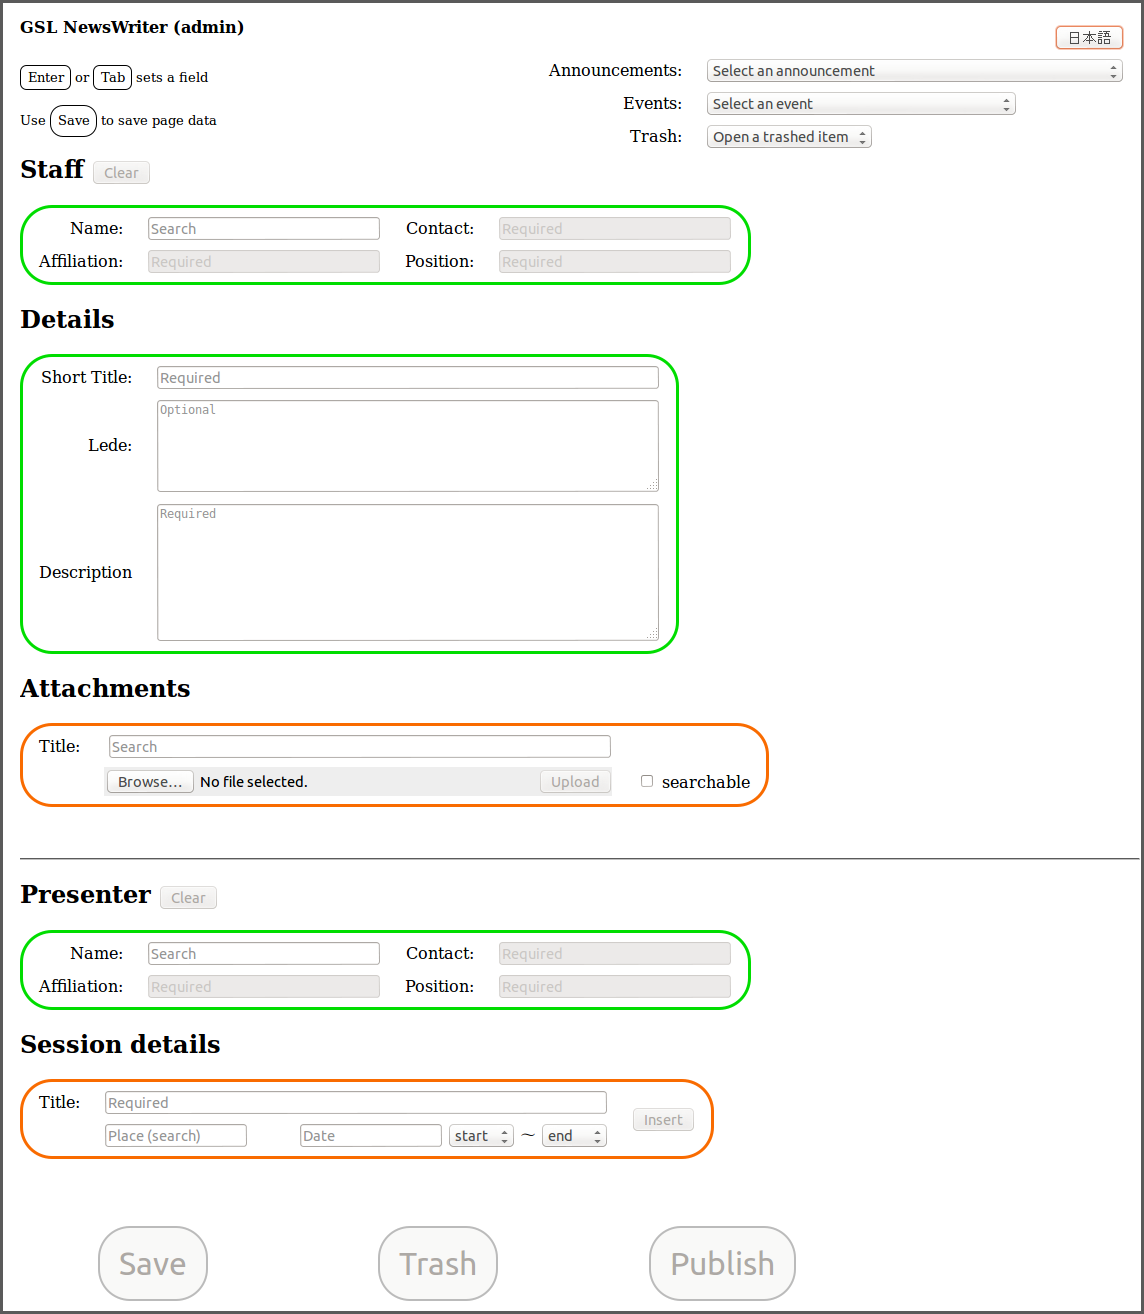 GSL NewsWriter (admin)
日本語
Enter or Tab sets a field
Use Save to save page data
Announcements: Select an announcement
Events: Select an event
Trash: Open a trashed item
Staff Clear
Name: Search Contact: Required
Affiliation: Required Position: Required
Details
Short Title: Required
Lede: Optional
Description Required
Attachments
Title: Search
Browse... No file selected. Upload searchable
Presenter Clear
Name: Search Contact: Required
Affiliation: Required Position: Required
Session details
Title: Required
Insert
Place (search) Date start ~ end
Save Trash Publish